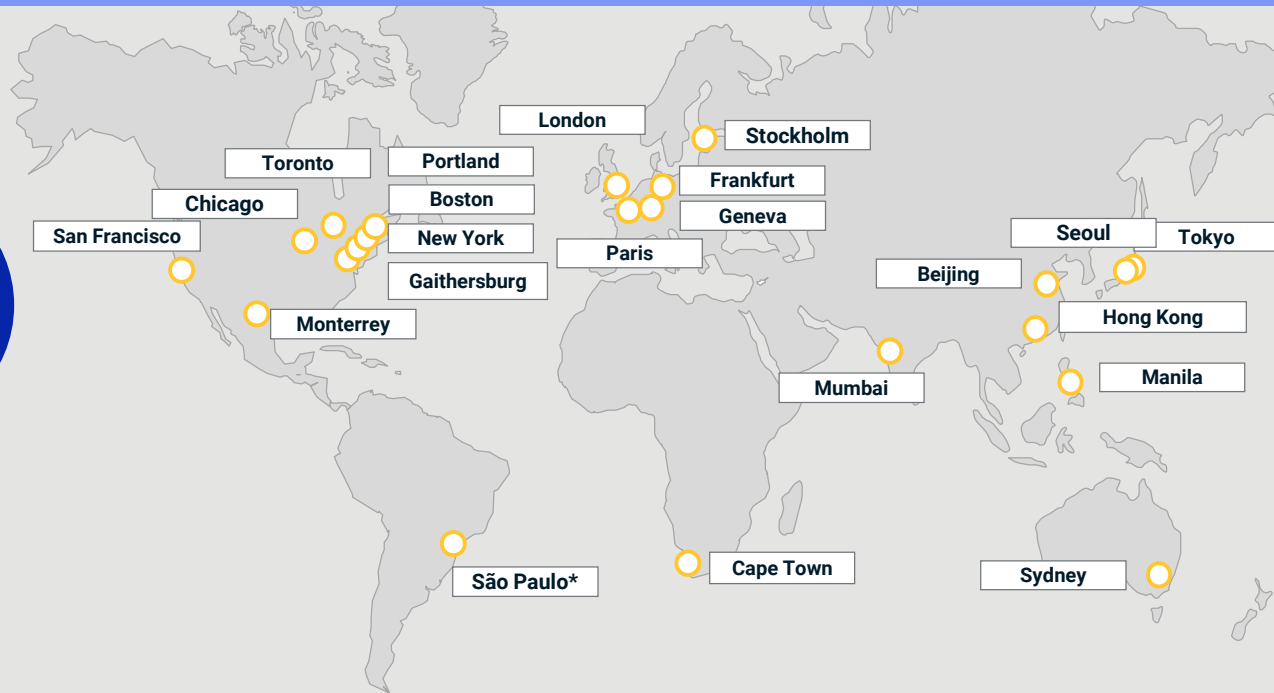 London
Stockholm
Toronto
Portland
Frankfurt
Chicago
Boston
Geneva
San Francisco
New York
Seoul
Tokyo
Paris
Beijing
Gaithersburg
Hong Kong
Monterrey
Manila
Mumbai
São Paulo*
Cape Town
Sydney